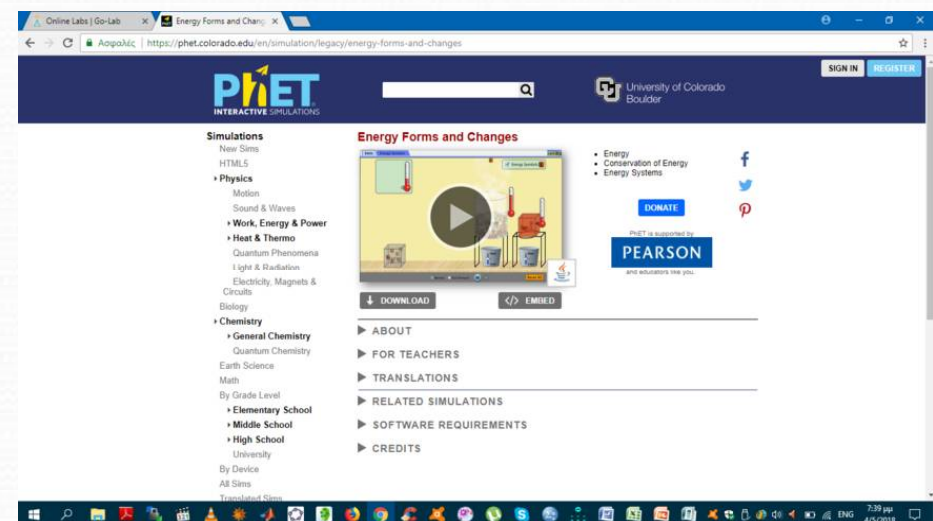 Online Labs | Go-Lab
Energy Forms and Chang
Ασφαλές | https://phet.colorado.edu/en/simulation/legacy/energy-forms-and-changes
SIGN IN
REGISTER
PhET
INTERACTIVE SIMULATIONS
University of Colorado
Boulder
Simulations
New Sims
HTML5
Physics
Motion
Sound & Waves
Work, Energy & Power
Heat & Thermo
Quantum Phenomena
Light & Radiation
Electricity, Magnets &
Circuits
Biology
Chemistry
General Chemistry
Quantum Chemistry
Earth Science
Math
By Grade Level
Elementary School
Middle School
High School
University
By Device
All Sims
Translated Sims
Energy Forms and Changes
DOWNLOAD
</> EMBED
ABOUT
FOR TEACHERS
TRANSLATIONS
RELATED SIMULATIONS
SOFTWARE REQUIREMENTS
CREDITS
• Energy
• Conservation of Energy
• Energy Systems
DONATE
PhET is supported by
PEARSON
and educators like you.
ENG
7:39 μμ
4/5/2018